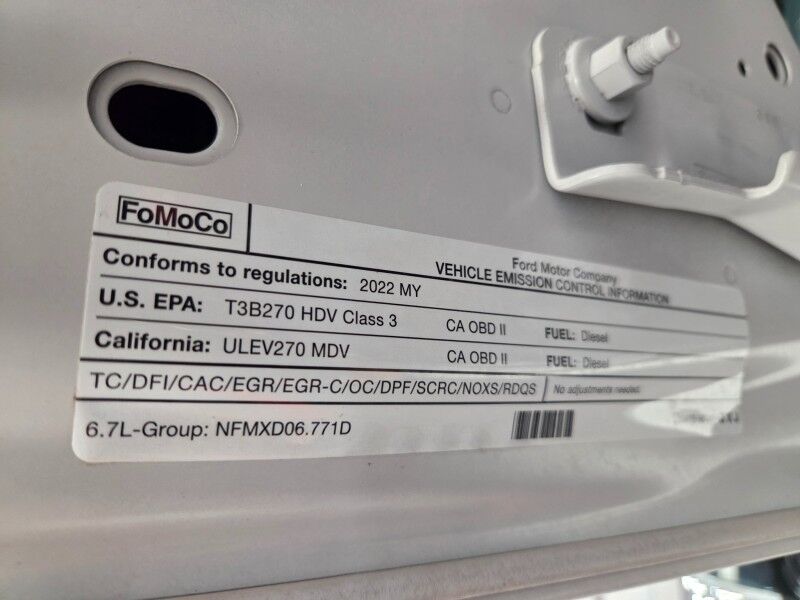 FoMoCo
Ford Motor Company
VEHICLE EMISSION CONTROL INFORMATION
Conforms to regulations: 2022 MY
U.S. EPA: T3B270 HDV Class 3 CA OBD II FUEL: Diesel
California: ULEV270 MDV CA OBD II FUEL: Diesel
TC/DFI/CAC/EGR/EGR-C/OC/DPF/SCRC/NOXS/RDQS No adjustments needed.
6.7L-Group: NFMXD06.771D